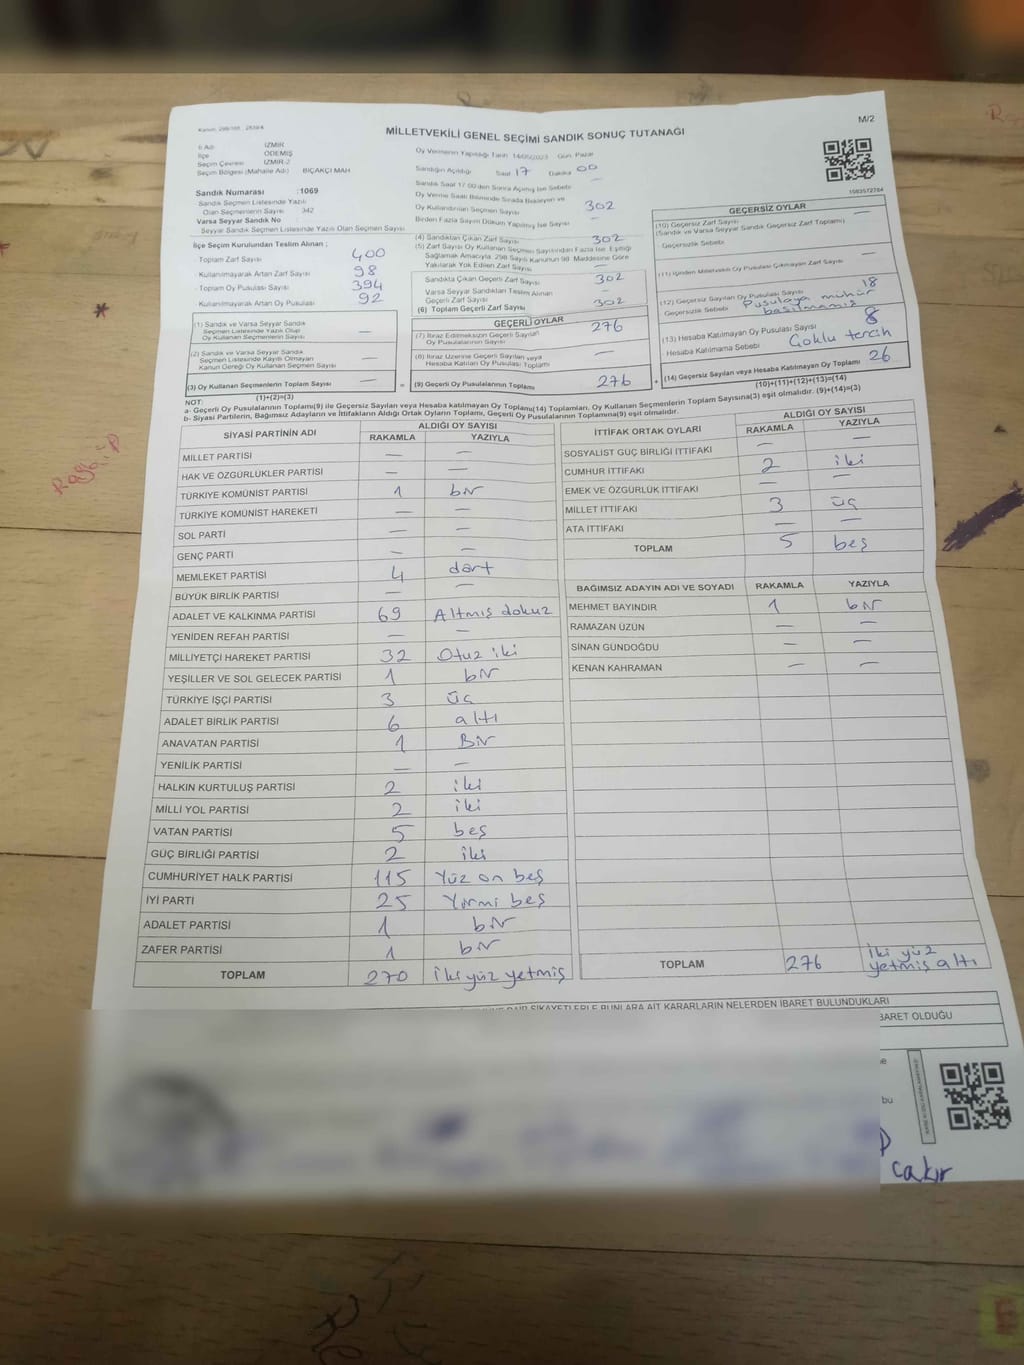 Kanun: 298/105 , 2839/4
M/2
MİLLETVEKİLİ GENEL SEÇİMİ SANDIK SONUÇ TUTANAĞI
İl Adı İZMİR
İlçe ÖDEMİŞ
Seçim Çevresi İZMİR-2
Seçim Bölgesi (Mahalle Adı) BIÇAKÇI MAH
Sandık Numarası : 1069
Sandık Seçmen Listesinde Yazılı
Olan Seçmenlerin Sayısı 342
Varsa Seyyar Sandık No
Seyyar Sandık Seçmen Listesinde Yazılı Olan Seçmen Sayısı
İlçe Seçim Kurulundan Teslim Alınan ;
Toplam Zarf Sayısı 400
Kullanılmayarak Artan Zarf Sayısı 98
Toplam Oy Pusulası Sayısı 394
Kullanılmayarak Artan Oy Pusulası 92
(1) Sandık ve Varsa Seyyar Sandık
Seçmen Listesinde Yazılı Olup
Oy Kullanan Seçmenlerin Sayısı —
(2) Sandık ve Varsa Seyyar Sandık
Seçmen Listesinde Kayıtlı Olmayan
Kanun Gereği Oy Kullanan Seçmen Sayısı —
(3) Oy Kullanan Seçmenlerin Toplam Sayısı —
(1)+(2)=(3)
Oy Vermenin Yapıldığı Tarih 14/05/2023 Gün Pazar
Sandığın Açıldığı Saat 17 Dakika 00
Sandık Saat 17:00'den Sonra Açılmış İse Sebebi —
Oy Verme Saati Bitiminde Sırada Bekleyen ve
Oy Kullandırılan Seçmen Sayısı 302
Birden Fazla Sayım Döküm Yapılmış İse Sayısı —
(4) Sandıktan Çıkan Zarf Sayısı 302
(5) Zarf Sayısı Oy Kullanan Seçmen Sayısından Fazla İse, Eşitliği
Sağlamak Amacıyla, 298 Sayılı Kanunun 98. Maddesine Göre
Yakılarak Yok Edilen Zarf Sayısı —
Sandıkta Çıkan Geçerli Zarf Sayısı 302
Varsa Seyyar Sandıktan Teslim Alınan
Geçerli Zarf Sayısı —
(6) Toplam Geçerli Zarf Sayısı 302
GEÇERLİ OYLAR
(7) İtiraz Edilmeksizin Geçerli Sayılan
Oy Pusulalarının Sayısı 276
(8) İtiraz Üzerine Geçerli Sayılan veya
Hesaba Katılan Oy Pusulası Toplamı —
= (9) Geçerli Oy Pusulalarının Toplamı 276
1083572784
GEÇERSİZ OYLAR
(10) Geçersiz Zarf Sayısı —
(Sandık ve Varsa Seyyar Sandık Geçersiz Zarf Toplamı)
Geçersizlik Sebebi
(11) İçinden Milletvekili Oy Pusulası Çıkmayan Zarf Sayısı —
(12) Geçersiz Sayılan Oy Pusulası Sayısı 18
Geçersizlik Sebebi Pusulaya mühür
basılmamış
(13) Hesaba Katılmayan Oy Pusulası Sayısı 8
Hesaba Katılmama Sebebi Çoklu tercih
+ (14) Geçersiz Sayılan veya Hesaba Katılmayan Oy Toplamı 26
(10)+(11)+(12)+(13)=(14)
NOT:
a- Geçerli Oy Pusulalarının Toplamı(9) ile Geçersiz Sayılan veya Hesaba katılmayan Oy Toplamı(14) Toplamları, Oy Kullanan Seçmenlerin Toplam Sayısına(3) eşit olmalıdır. (9)+(14)=(3)
b- Siyasi Partilerin, Bağımsız Adayların ve İttifakların Aldığı Ortak Oyların Toplamı, Geçerli Oy Pusulalarının Toplamına(9) eşit olmalıdır.
SİYASİ PARTİNİN ADI ALDIĞI OY SAYISI
RAKAMLA YAZIYLA
MİLLET PARTİSİ — —
HAK VE ÖZGÜRLÜKLER PARTİSİ — —
TÜRKİYE KOMÜNİST PARTİSİ 1 bir
TÜRKİYE KOMÜNİST HAREKETİ — —
SOL PARTİ — —
GENÇ PARTİ — —
MEMLEKET PARTİSİ 4 dört
BÜYÜK BİRLİK PARTİSİ — —
ADALET VE KALKINMA PARTİSİ 69 Altmış dokuz
YENİDEN REFAH PARTİSİ — —
MİLLİYETÇİ HAREKET PARTİSİ 32 Otuz iki
YEŞİLLER VE SOL GELECEK PARTİSİ 1 bir
TÜRKİYE İŞÇİ PARTİSİ 3 üç
ADALET BİRLİK PARTİSİ 6 altı
ANAVATAN PARTİSİ 1 Bir
YENİLİK PARTİSİ — —
HALKIN KURTULUŞ PARTİSİ 2 iki
MİLLİ YOL PARTİSİ 2 iki
VATAN PARTİSİ 5 beş
GÜÇ BİRLİĞİ PARTİSİ 2 iki
CUMHURİYET HALK PARTİSİ 115 Yüz on beş
İYİ PARTİ 25 Yirmi beş
ADALET PARTİSİ 1 bir
ZAFER PARTİSİ 1 bir
TOPLAM 270 İki yüz yetmiş
İTTİFAK ORTAK OYLARI ALDIĞI OY SAYISI
RAKAMLA YAZIYLA
SOSYALİST GÜÇ BİRLİĞİ İTTİFAKI — —
CUMHUR İTTİFAKI 2 iki
EMEK VE ÖZGÜRLÜK İTTİFAKI — —
MİLLET İTTİFAKI 3 üç
ATA İTTİFAKI — —
TOPLAM 5 beş
BAĞIMSIZ ADAYIN ADI VE SOYADI RAKAMLA YAZIYLA
MEHMET BAYINDIR 1 bir
RAMAZAN UZUN — —
SİNAN GÜNDOĞDU — —
KENAN KAHRAMAN — —
TOPLAM 276 İki yüz
yetmiş altı
ŞİKAYETLERLE BUNLARA AİT KARARLARIN NELERDEN İBARET BULUNDUKLARI
BARET OLDUĞU
bu
cakır
E